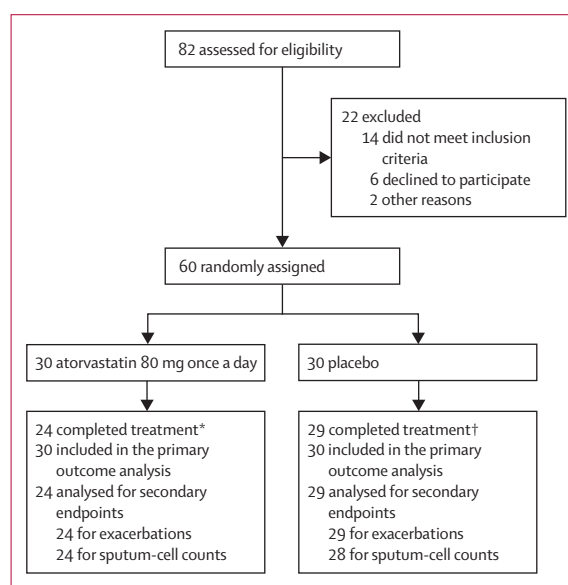 82 assessed for eligibility
22 excluded
14 did not meet inclusion
criteria
6 declined to participate
2 other reasons
60 randomly assigned
30 atorvastatin 80 mg once a day
30 placebo
24 completed treatment*
30 included in the primary
outcome analysis
24 analysed for secondary
endpoints
24 for exacerbations
24 for sputum-cell counts
29 completed treatment†
30 included in the primary
outcome analysis
29 analysed for secondary
endpoints
29 for exacerbations
28 for sputum-cell counts